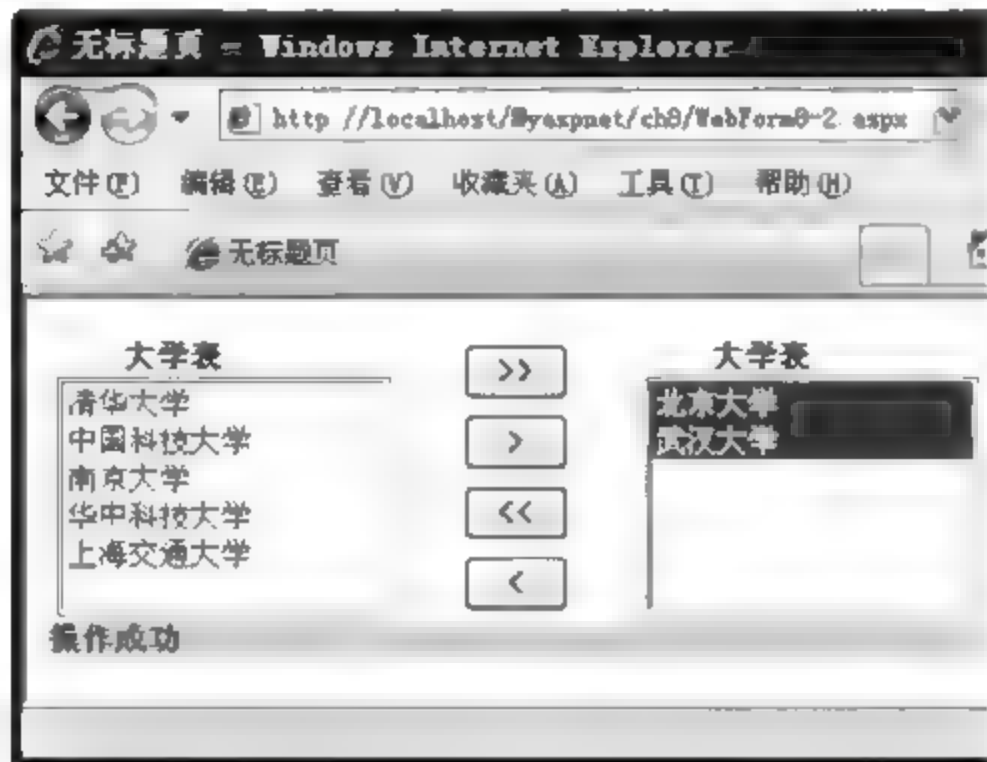 无标题页 - Windows Internet Explorer
http://localhost/Myaspnet/ch8/WebForm8-2.aspx
文件(F) 编辑(E) 查看(V) 收藏夹(A) 工具(T) 帮助(H)
无标题页
大学表
清华大学
中国科技大学
南京大学
华中科技大学
上海交通大学
>>
>
<<
<
大学表
北京大学
武汉大学
操作成功